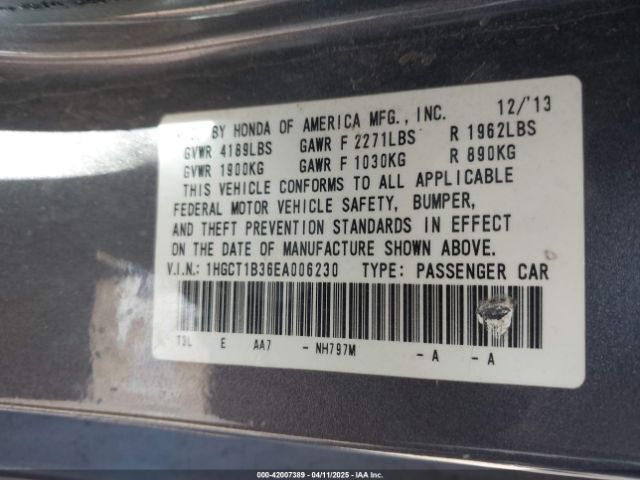 BY HONDA OF AMERICA MFG., INC. 12/'13
GVWR 4189LBS GAWR F 2271LBS R 1962LBS
GVWR 1900KG GAWR F 1030KG R 890KG
THIS VEHICLE CONFORMS TO ALL APPLICABLE
FEDERAL MOTOR VEHICLE SAFETY, BUMPER,
AND THEFT PREVENTION STANDARDS IN EFFECT
ON THE DATE OF MANUFACTURE SHOWN ABOVE.
V.I.N.: 1HGCT1B36EA006230 TYPE: PASSENGER CAR
T3L E AA7 - NH797M - A - A
000-42007389 - 04/11/2025 - IAA Inc.